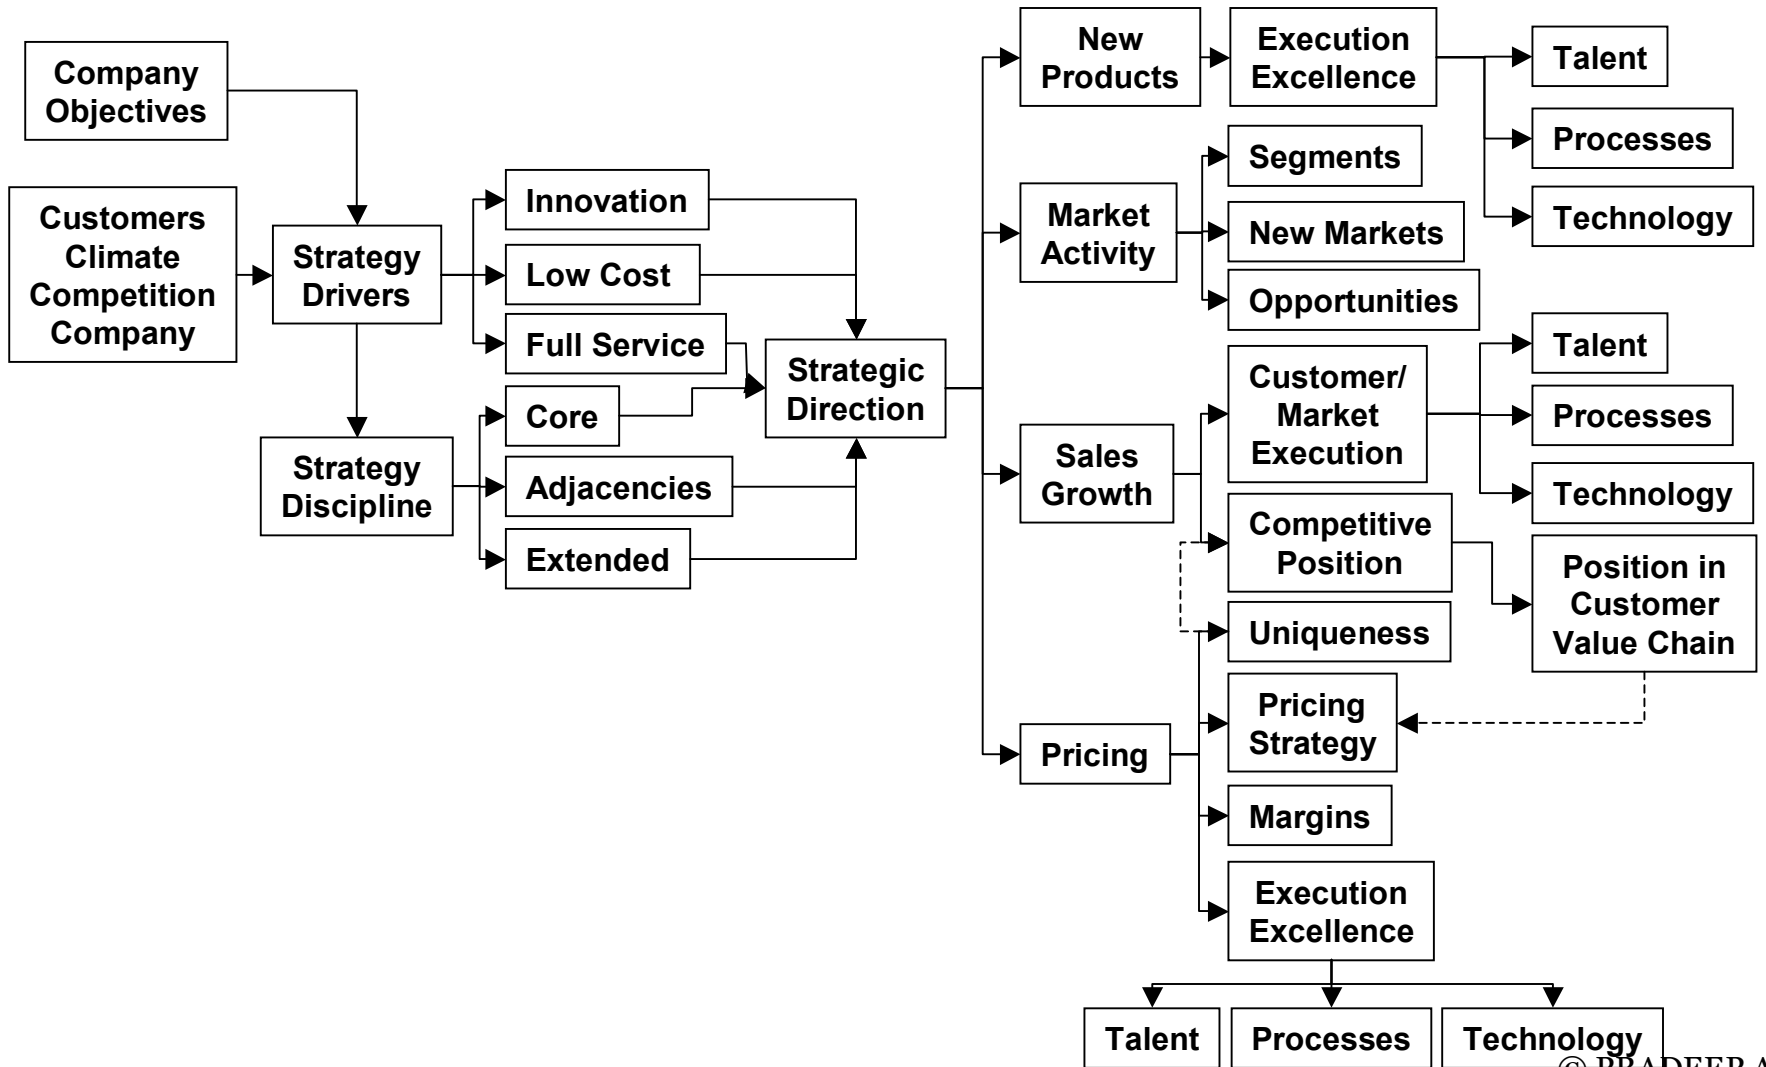 Company
Objectives
Customers
Climate
Competition
Company
Strategy
Drivers
Strategy
Discipline
Innovation
Low Cost
Full Service
Core
Adjacencies
Extended
Strategic
Direction
New
Products
Execution
Excellence
Talent
Processes
Technology
Market
Activity
Segments
New Markets
Opportunities
Sales
Growth
Customer/
Market
Execution
Talent
Processes
Technology
Competitive
Position
Position in
Customer
Value Chain
Pricing
Uniqueness
Pricing
Strategy
Margins
Execution
Excellence
Talent
Processes
Technology
©